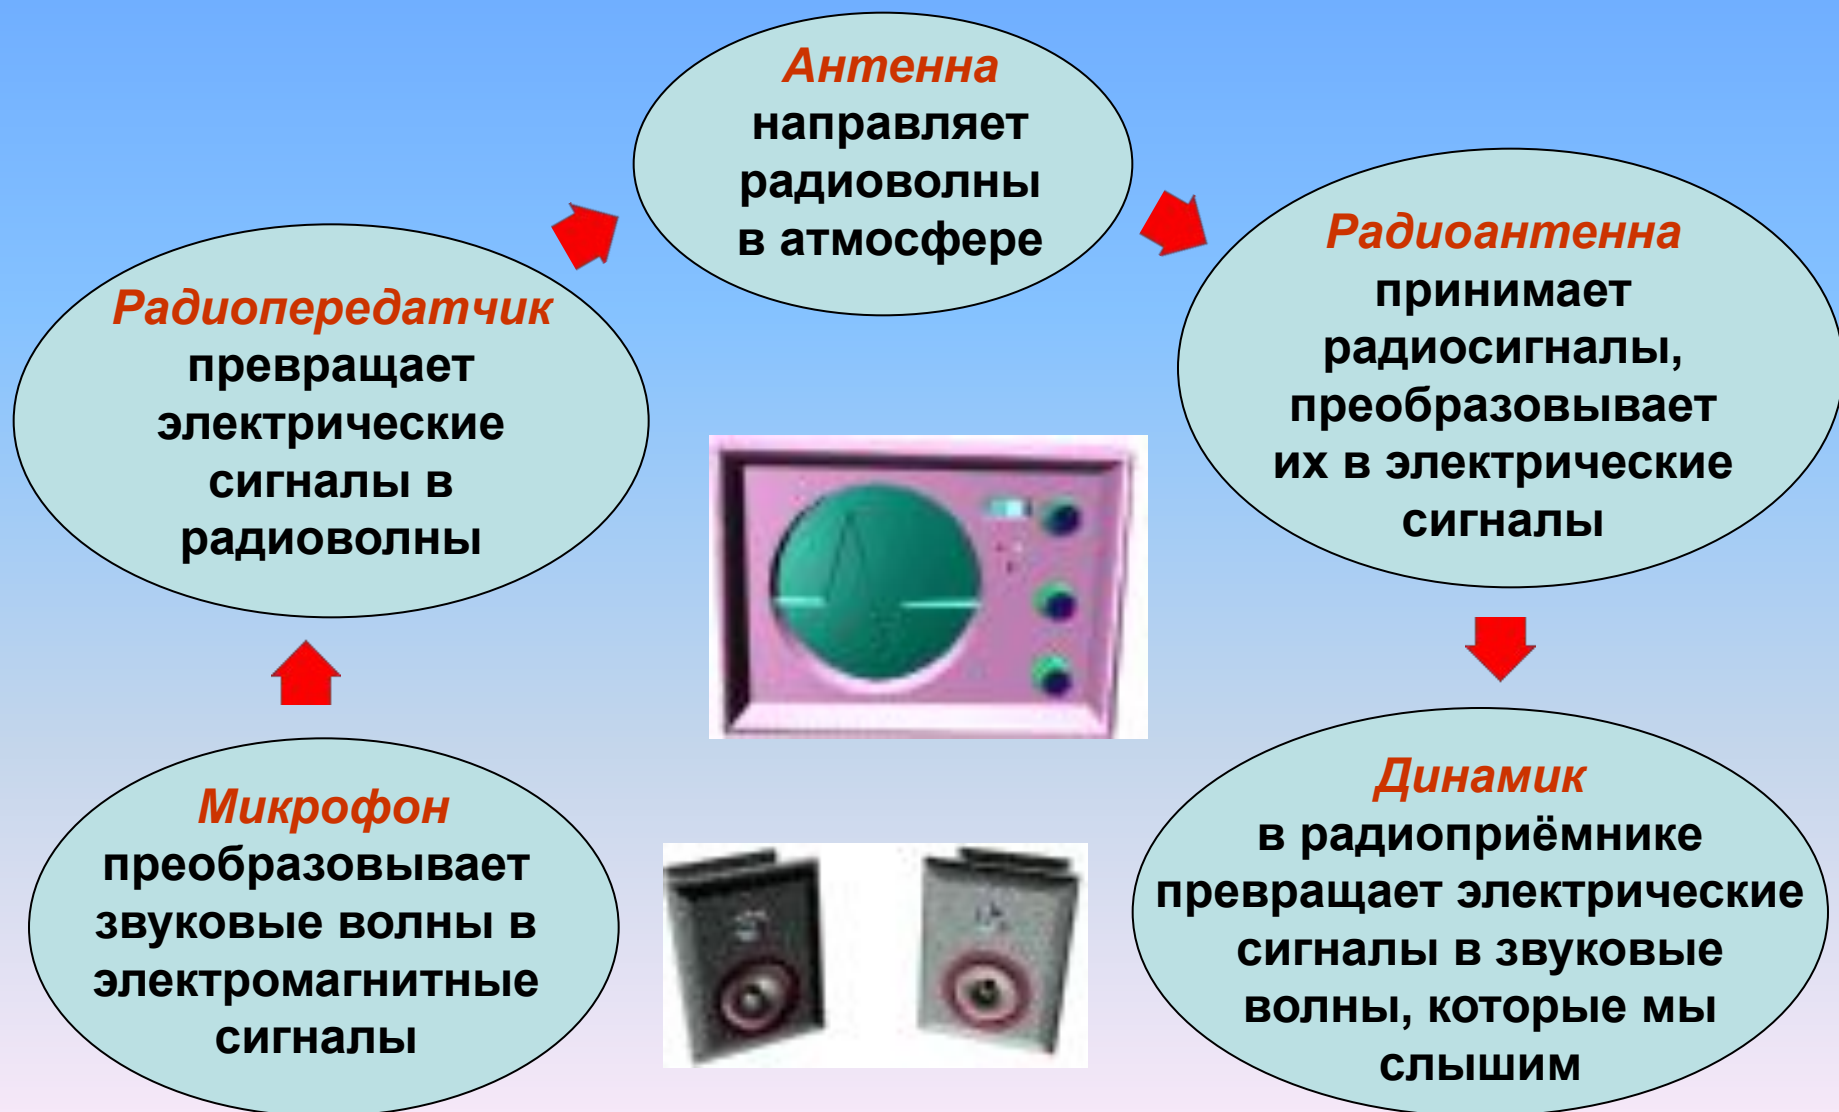 Антенна
направляет
радиоволны
в атмосфере
Радиоантенна
принимает
радиосигналы,
преобразовывает
их в электрические
сигналы
Радиопередатчик
превращает
электрические
сигналы в
радиоволны
Микрофон
преобразовывает
звуковые волны в
электромагнитные
сигналы
Динамик
в радиоприёмнике
превращает электрические
сигналы в звуковые
волны, которые мы
слышим